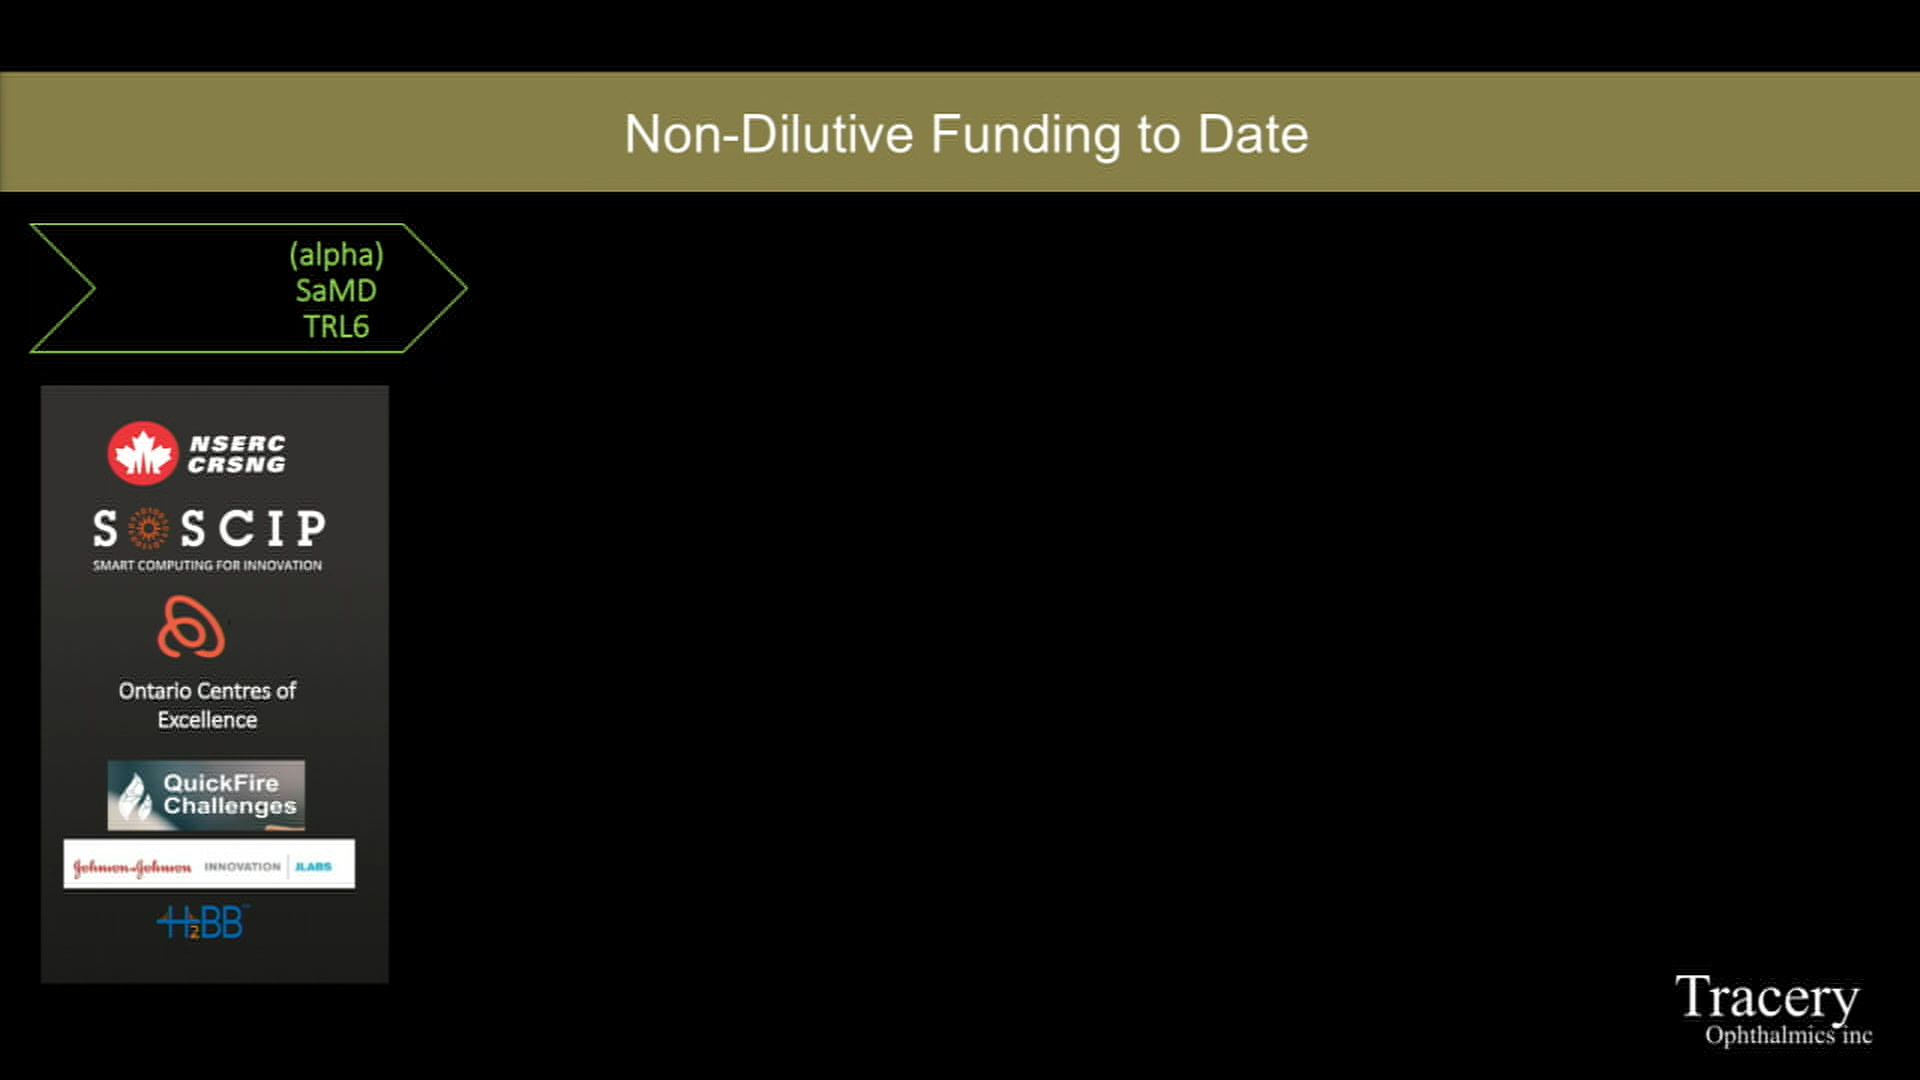 Non-Dilutive Funding to Date
(alpha)
SaMD
TRL6
NSERC
CRSNG
SOSCIP
SMART COMPUTING FOR INNOVATION
Ontario Centres of
Excellence
QuickFire
Challenges
Johnson & Johnson INNOVATION JLABS
H2BB
Tracery
Ophthalmics inc